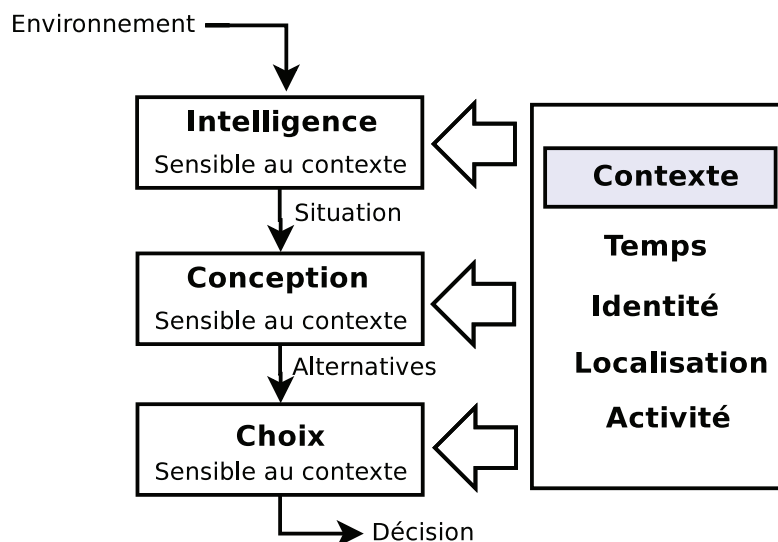 Environnement
Intelligence
Sensible au contexte
Situation
Conception
Sensible au contexte
Alternatives
Choix
Sensible au contexte
Décision
Contexte
Temps
Identité
Localisation
Activité